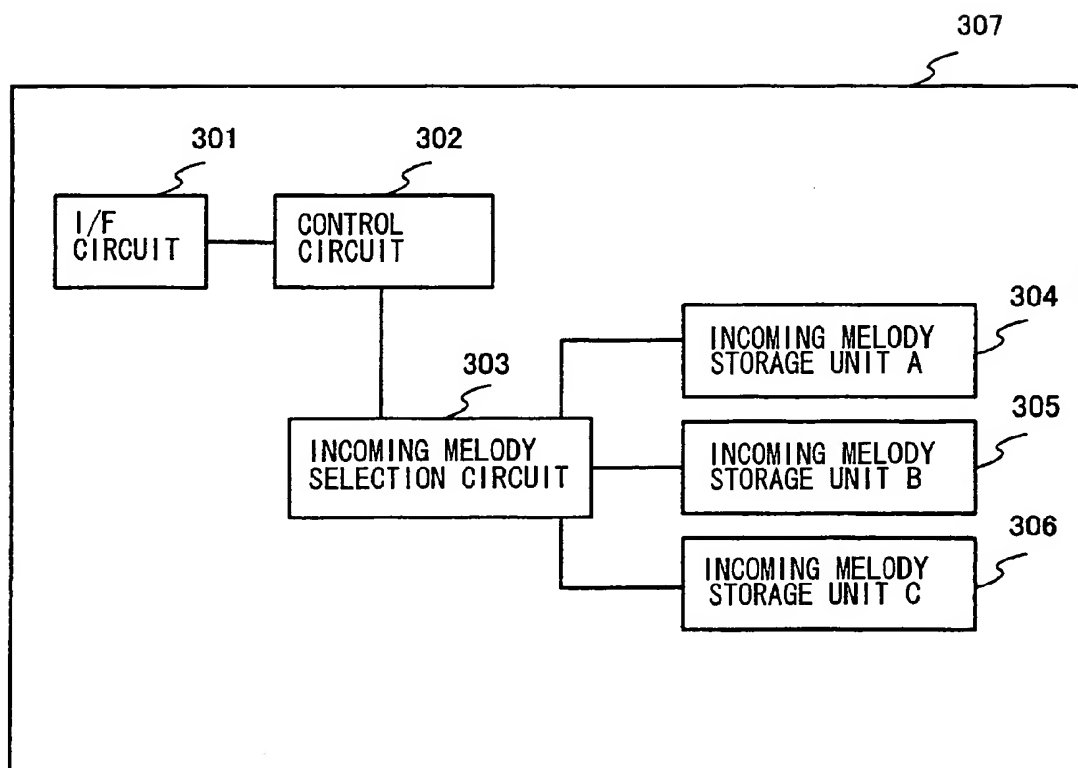 307
301
302
I/F
CIRCUIT
CONTROL
CIRCUIT
304
INCOMING MELODY
STORAGE UNIT A
303
305
INCOMING MELODY
SELECTION CIRCUIT
INCOMING MELODY
STORAGE UNIT B
306
INCOMING MELODY
STORAGE UNIT C